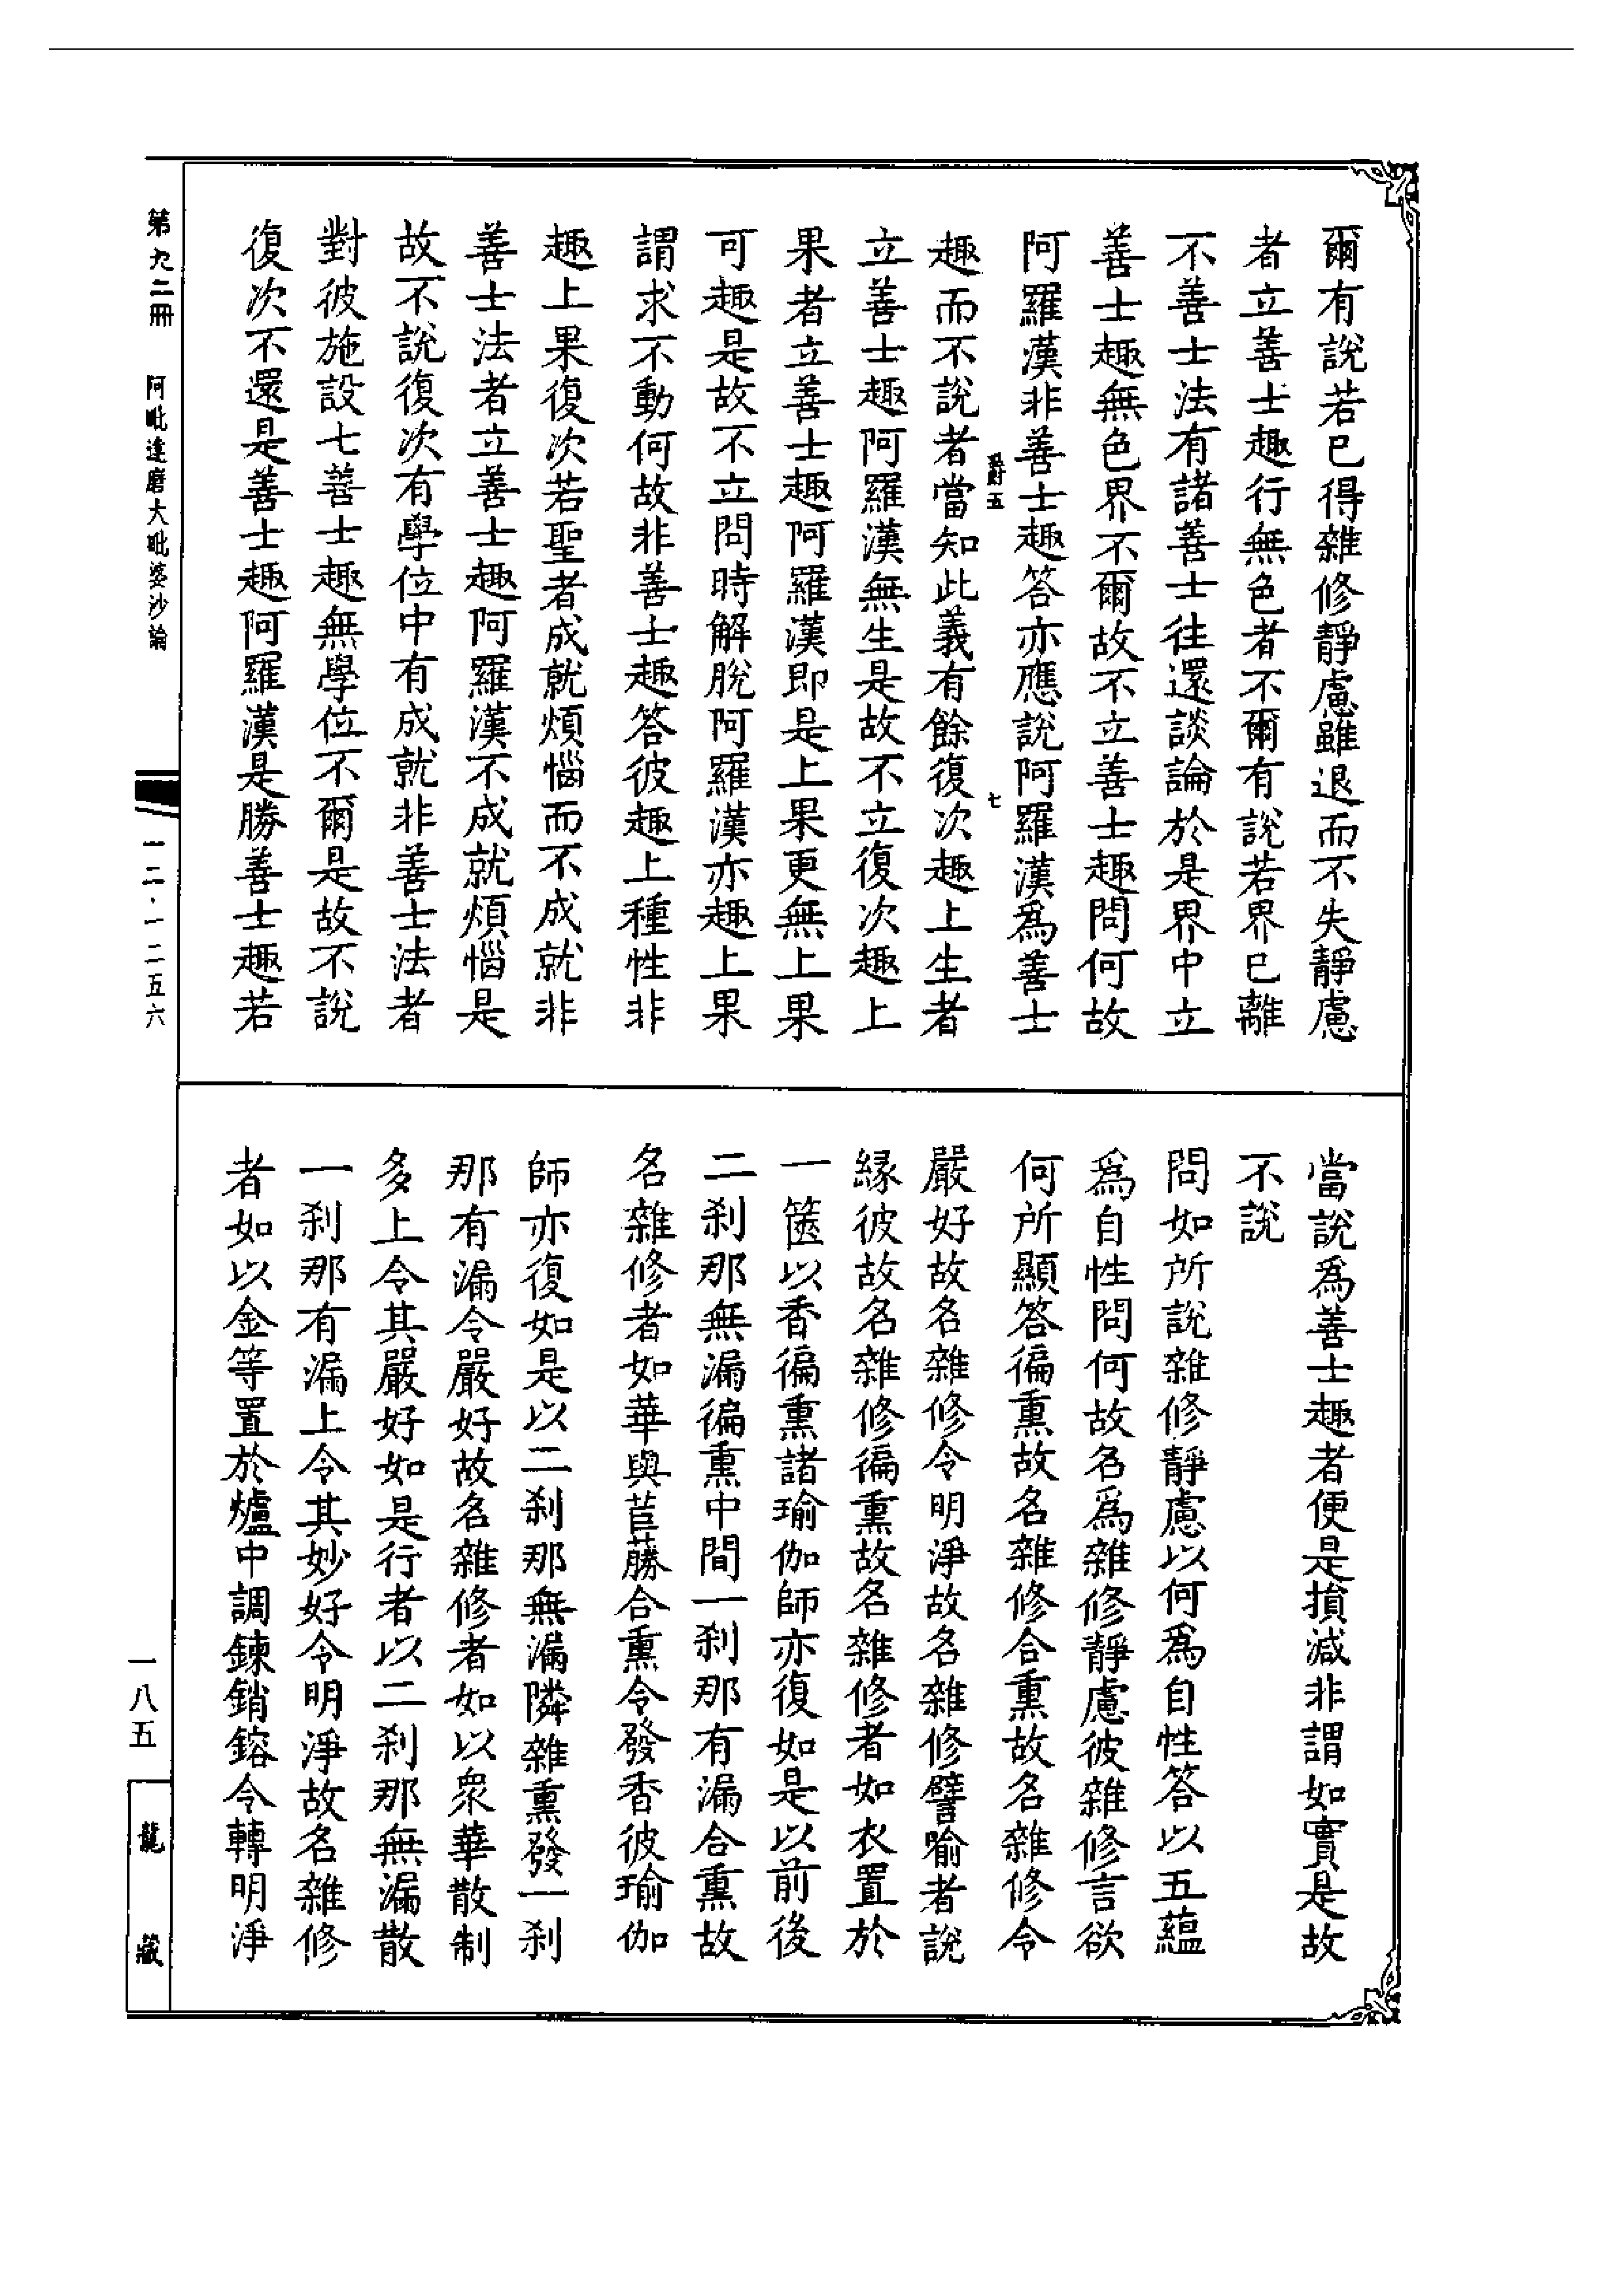 爾有說若已得雜修靜慮雖退而不失靜慮
者立善士趣行無色者不爾有說若界已離
不善士法有諸善士往還談論於是界中立
善士趣無色界不爾故不立善士趣問何故
阿羅漢非善士趣答亦應說阿羅漢爲善士
爵五
七
趣而不說者當知此義有餘復次趣上生者
立善士趣阿羅漢無生是故不立復次趣上
果者立善士趣阿羅漢即是上果更無上果
可趣是故不立問時解脫阿羅漢亦趣上果
謂求不動何故非善士趣答彼趣上種性非
趣上果復次若聖者成就煩惱而不成就非
善士法者立善士趣阿羅漢不成就煩惱是
故不說復次有學位中有成就非善士法者
對彼施設七善士趣無學位不爾是故不說
復次不還是善士趣阿羅漢是勝善士趣若
當說爲善士趣者便是損減非謂如實是故
不說
問如所說雜修靜慮以何爲自性答以五蘊
爲自性問何故名爲雜修靜慮彼雜修言欲
何所顯答徧熏故名雜修合熏故名雜修令
嚴好故名雜修令明淨故名雜修譬喻者說
緣彼故名雜修徧熏故名雜修者如衣置於
一篋以香徧熏諸瑜伽師亦復如是以前後
二剎那無漏徧熏中間一剎那有漏合熏故
名雜修者如華與苣蕂合熏令發香彼瑜伽
師亦復如是以二剎那無漏隣雜熏發一剎
那有漏令嚴好故名雜修者如以衆華散制
多上令其嚴好如是行者以二剎那無漏散
一剎那有漏上令其妙好令明淨故名雜修
者如以金等置於爐中調鍊銷鎔令轉明淨
第九二冊
阿毗達磨大毗婆沙論
一二·一二五六
一八五
龍藏